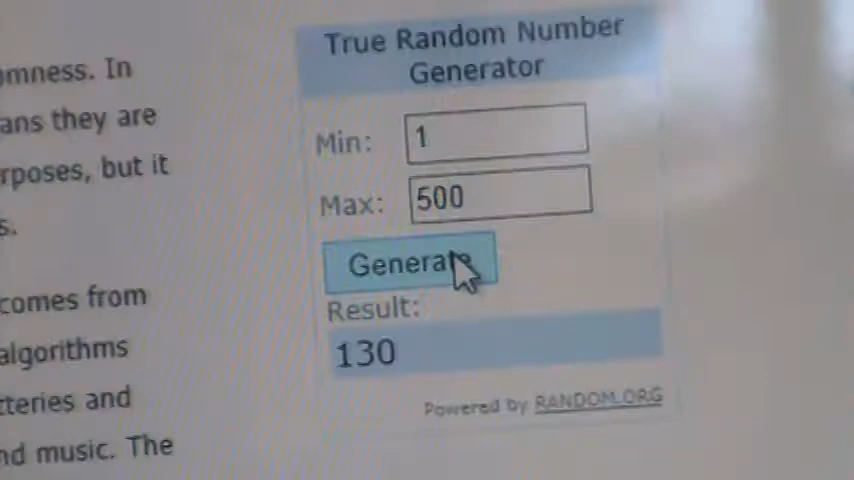 True Random Number
Generator
Min: 1
Max: 500
Generate
Result:
130
Powered by RANDOM.ORG
omness. In
ans they are
rposes, but it
s.
comes from
algorithms
tteries and
nd music. The